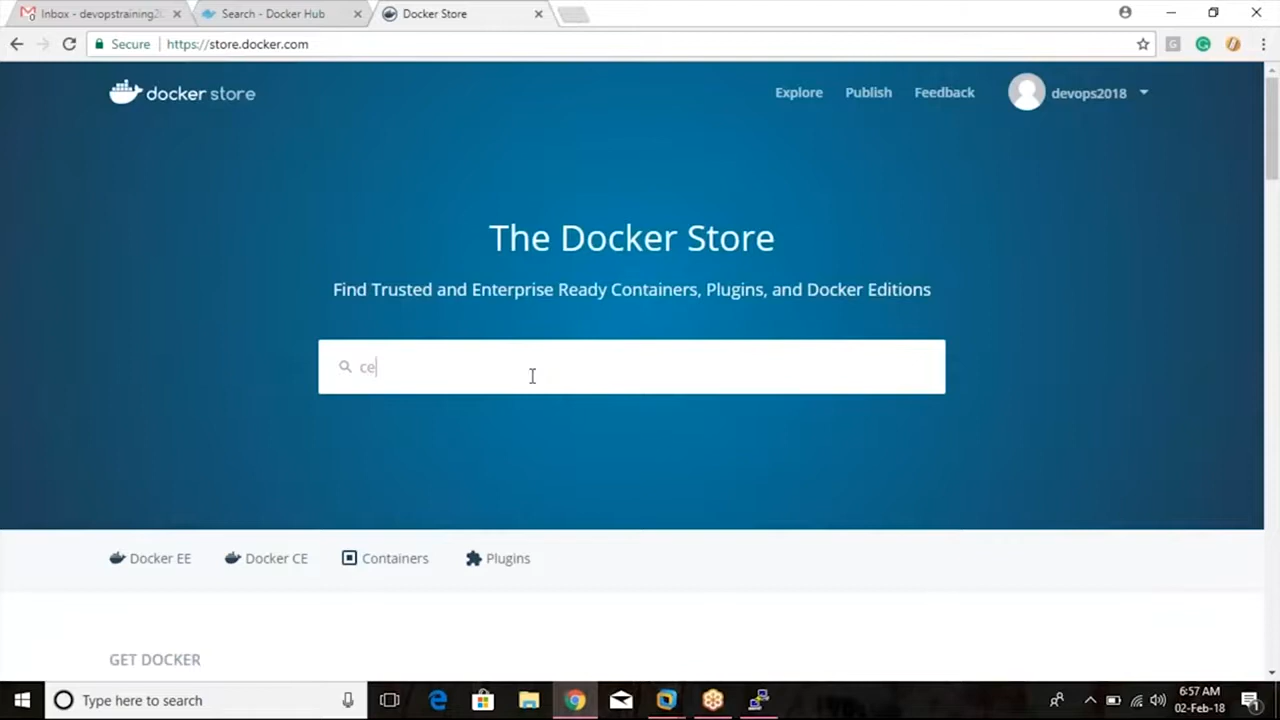 Inbox - devopstraining2
Search - Docker Hub
Docker Store
Secure
https://store.docker.com
docker store
Explore
Publish
Feedback
devops2018
The Docker Store
Find Trusted and Enterprise Ready Containers, Plugins, and Docker Editions
ce
Docker EE
Docker CE
Containers
Plugins
GET DOCKER
Type here to search
6:57 AM
02-Feb-18
1